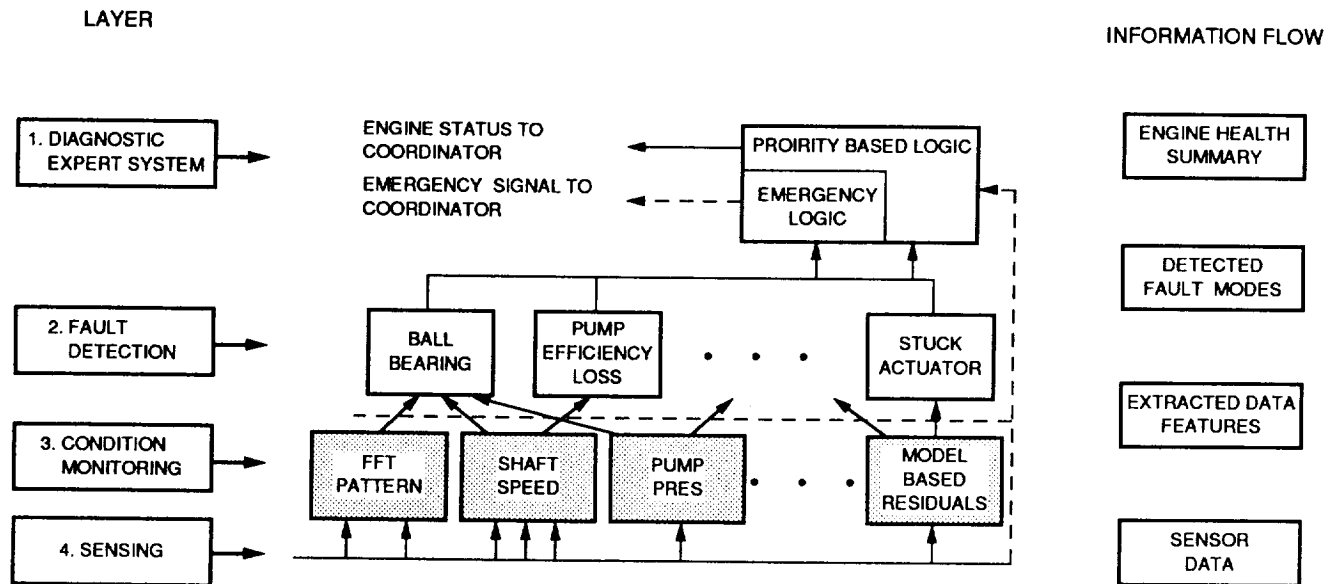 LAYER
INFORMATION FLOW
1. DIAGNOSTIC
EXPERT SYSTEM
ENGINE STATUS TO
COORDINATOR
EMERGENCY SIGNAL TO
COORDINATOR
PROIRITY BASED LOGIC
EMERGENCY
LOGIC
ENGINE HEALTH
SUMMARY
DETECTED
FAULT MODES
2. FAULT
DETECTION
BALL
BEARING
PUMP
EFFICIENCY
LOSS
STUCK
ACTUATOR
EXTRACTED DATA
FEATURES
3. CONDITION
MONITORING
FFT
PATTERN
SHAFT
SPEED
PUMP
PRES
MODEL
BASED
RESIDUALS
4. SENSING
SENSOR
DATA